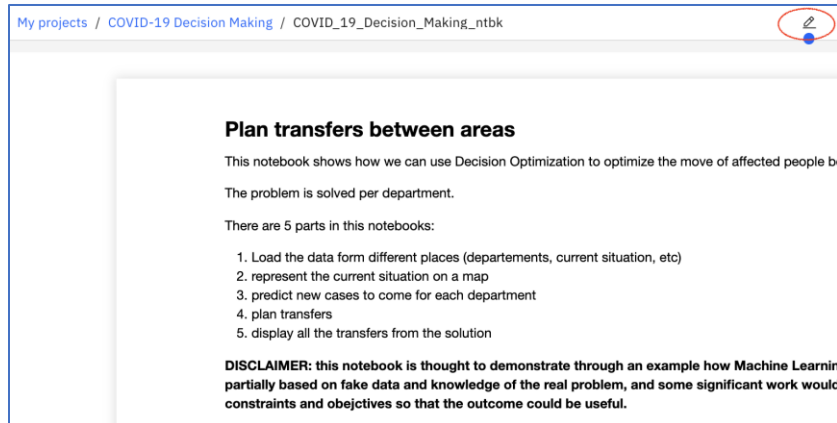 My projects / COVID-19 Decision Making / COVID_19_Decision_Making_ntbk
Plan transfers between areas
This notebook shows how we can use Decision Optimization to optimize the move of affected people
The problem is solved per department.
There are 5 parts in this notebooks:
1. Load the data form different places (departements, current situation, etc)
2. represent the current situation on a map
3. predict new cases to come for each department
4. plan transfers
5. display all the transfers from the solution
DISCLAIMER: this notebook is thought to demonstrate through an example how Machine
partially based on fake data and knowledge of the real problem, and some significant work would
constraints and obejctives so that the outcome could be useful.